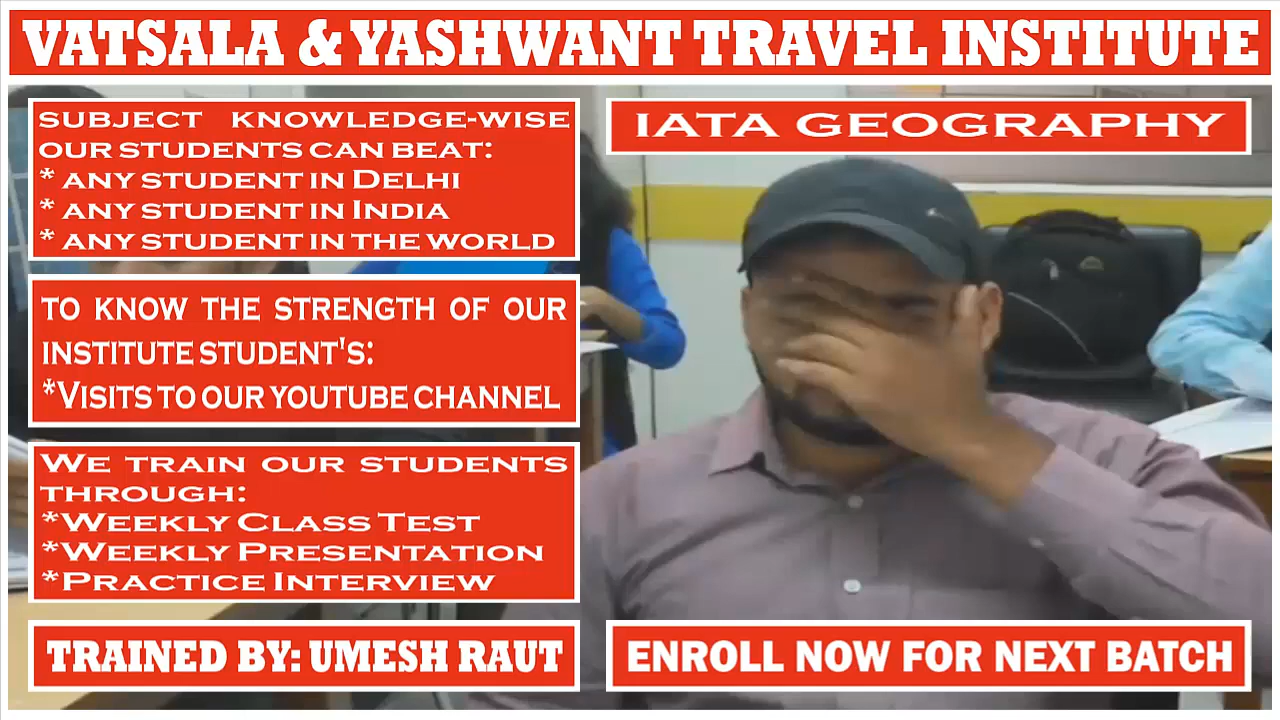 VATSALA & YASHWANT TRAVEL INSTITUTE
SUBJECT KNOWLEDGE-WISE
OUR STUDENTS CAN BEAT:
* ANY STUDENT IN DELHI
* ANY STUDENT IN INDIA
* ANY STUDENT IN THE WORLD
IATA GEOGRAPHY
TO KNOW THE STRENGTH OF OUR
INSTITUTE STUDENT'S:
*VISITS TO OUR YOUTUBE CHANNEL
WE TRAIN OUR STUDENTS
THROUGH:
*WEEKLY CLASS TEST
*WEEKLY PRESENTATION
*PRACTICE INTERVIEW
TRAINED BY: UMESH RAUT
ENROLL NOW FOR NEXT BATCH